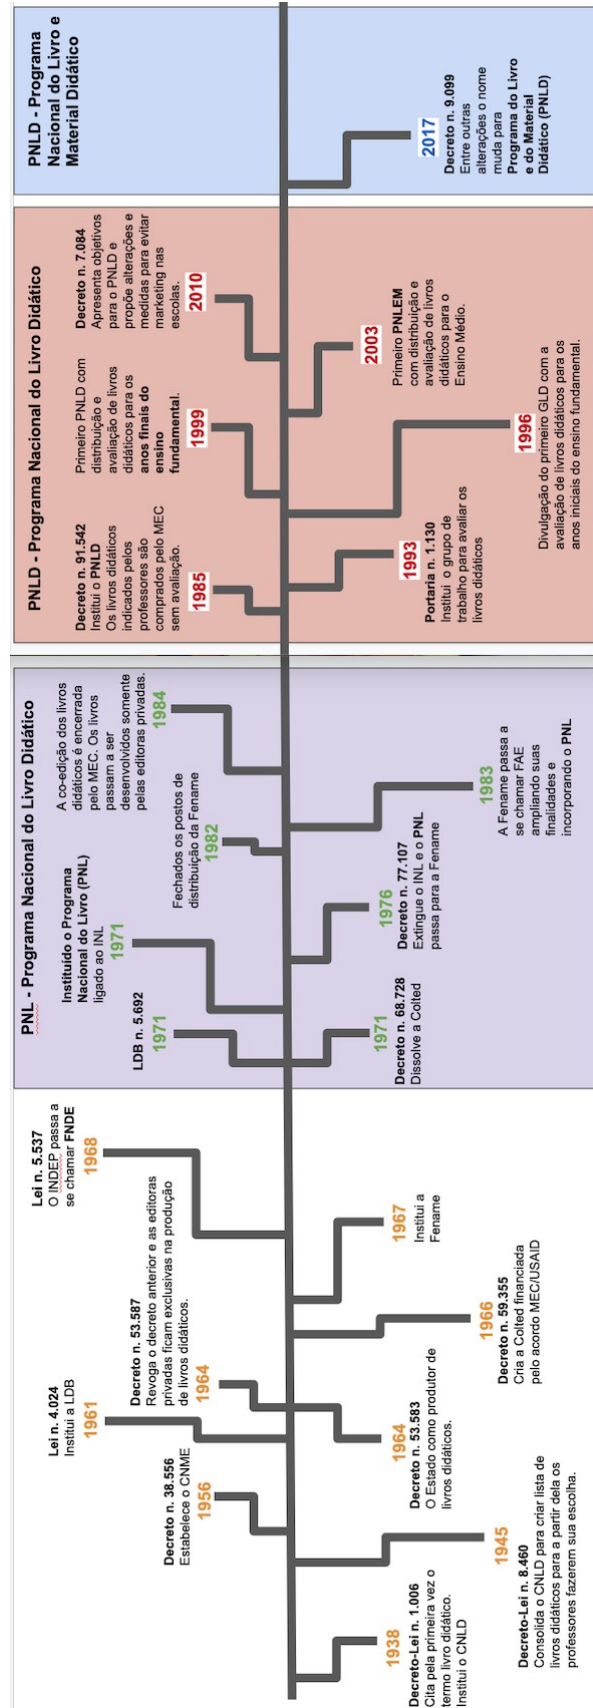 Decreto-Lei n. 1.006
Cita pela primeira vez o
termo livro didático.
Institui o CNLD
1938
Decreto-Lei n. 8.460
Consolida o CNLD para criar lista de
livros didáticos para a partir dela os
professores fazerem sua escolha.
1945
Decreto n. 38.556
Estabelece o CNME
1956
Lei n. 4.024
Institui a LDB
1961
Decreto n. 53.583
O Estado como produtor de
livros didáticos.
1964
Decreto n. 53.587
Revoga o decreto anterior e as editoras
privadas ficam exclusivas na produção
de livros didáticos.
1964
1966
Decreto n. 59.355
Cria a Colted financiada
pelo acordo MEC/USAID
1967
Institui a
Fename
Lei n. 5.537
O INDEP passa a
se chamar FNDE
1968
PNL - Programa Nacional do Livro Didático
LDB n. 5.692
1971
1971
Decreto n. 68.728
Dissolve a Colted
Instituído o Programa
Nacional do Livro (PNL)
ligado ao INL
1971
1976
Decreto n. 77.107
Extingue o INL e o PNL
passa para a Fename
Fechados os postos de
distribuição da Fename
1982
1983
A Fename passa a
se chamar FAE
ampliando suas
finalidades e
incorporando o PNL
A co-edição dos livros
didáticos é encerrada
pelo MEC. Os livros
passam a ser
desenvolvidos somente
pelas editoras privadas.
1984
PNLD - Programa Nacional do Livro Didático
Decreto n. 91.542
Institui o PNLD
Os livros didáticos
indicados pelos
professores são
comprados pelo MEC
sem avaliação.
1985
1993
Portaria n. 1.130
Institui o grupo de
trabalho para avaliar os
livros didáticos
1996
Divulgação do primeiro GLD com a
avaliação de livros didáticos para os
anos iniciais do ensino fundamental.
Primeiro PNLD com
distribuição e
avaliação de livros
didáticos para os
anos finais do
ensino
fundamental.
1999
2003
Primeiro PNLEM
com distribuição e
avaliação de livros
didáticos para o
Ensino Médio.
Decreto n. 7.084
Apresenta objetivos
para o PNLD e
propõe alterações e
medidas para evitar
marketing nas
escolas.
2010
PNLD - Programa
Nacional do Livro e
Material Didático
2017
Decreto n. 9.099
Entre outras
alterações o nome
muda para
Programa do Livro
e do Material
Didático (PNLD)